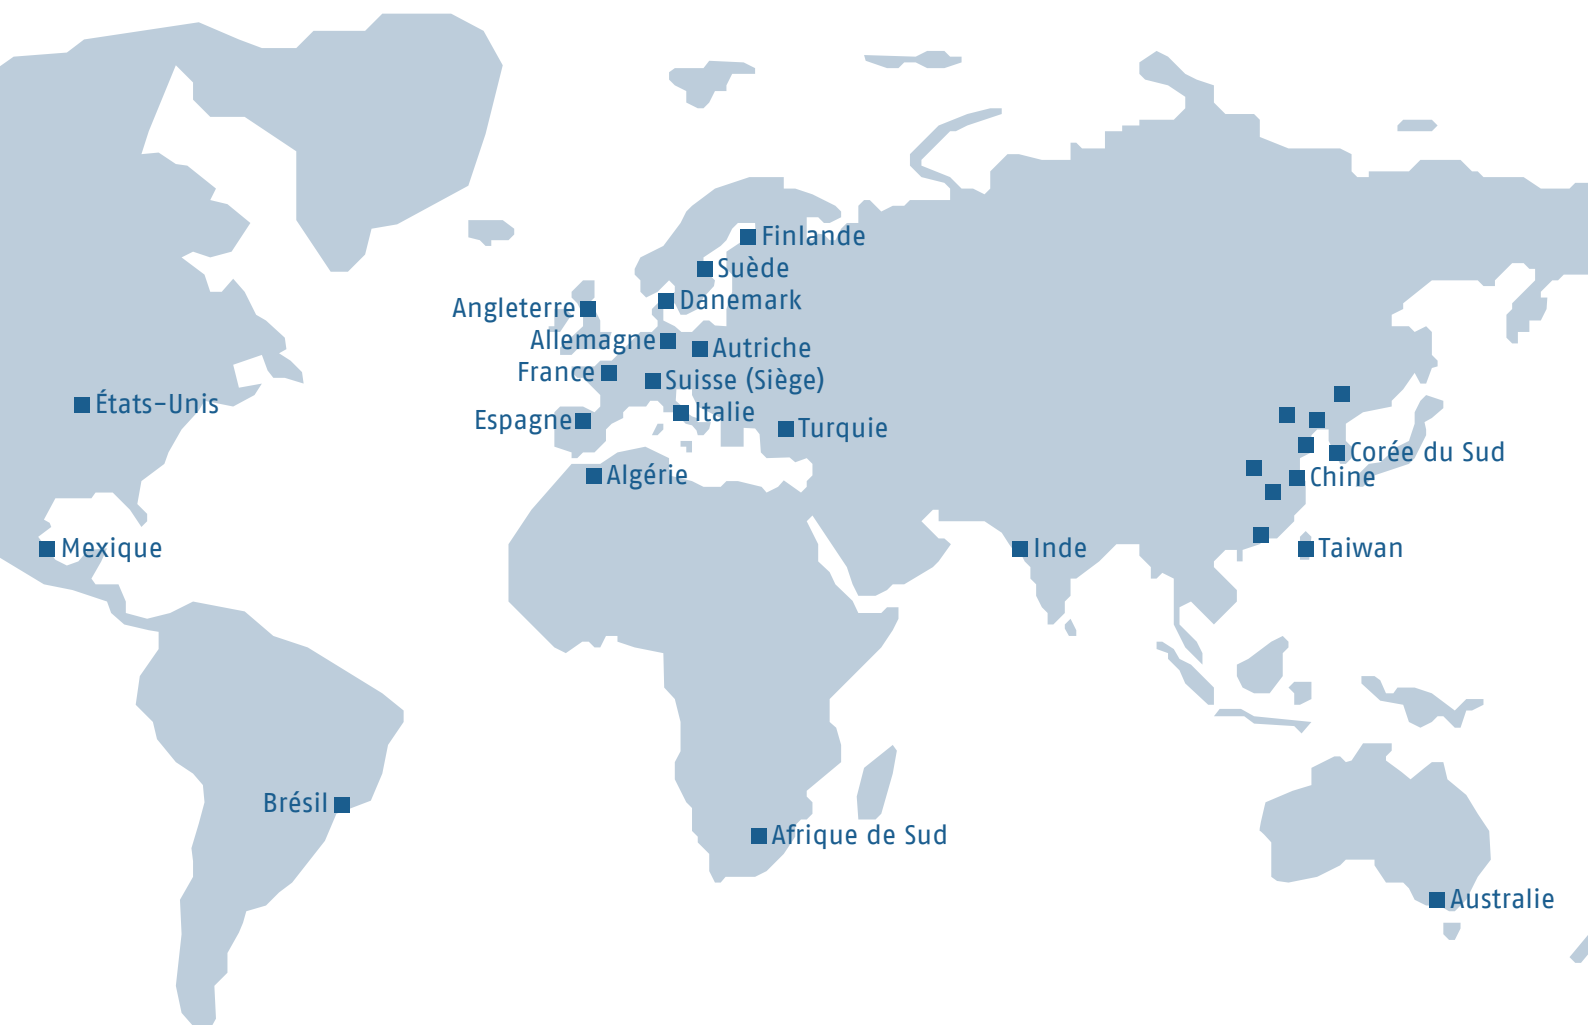 Finlande
Suède
Danemark
Angleterre
Allemagne
Autriche
France
Suisse (Siège)
États-Unis
Italie
Espagne
Turquie
Corée du Sud
Algérie
Chine
Mexique
Inde
Taiwan
Brésil
Afrique de Sud
Australie